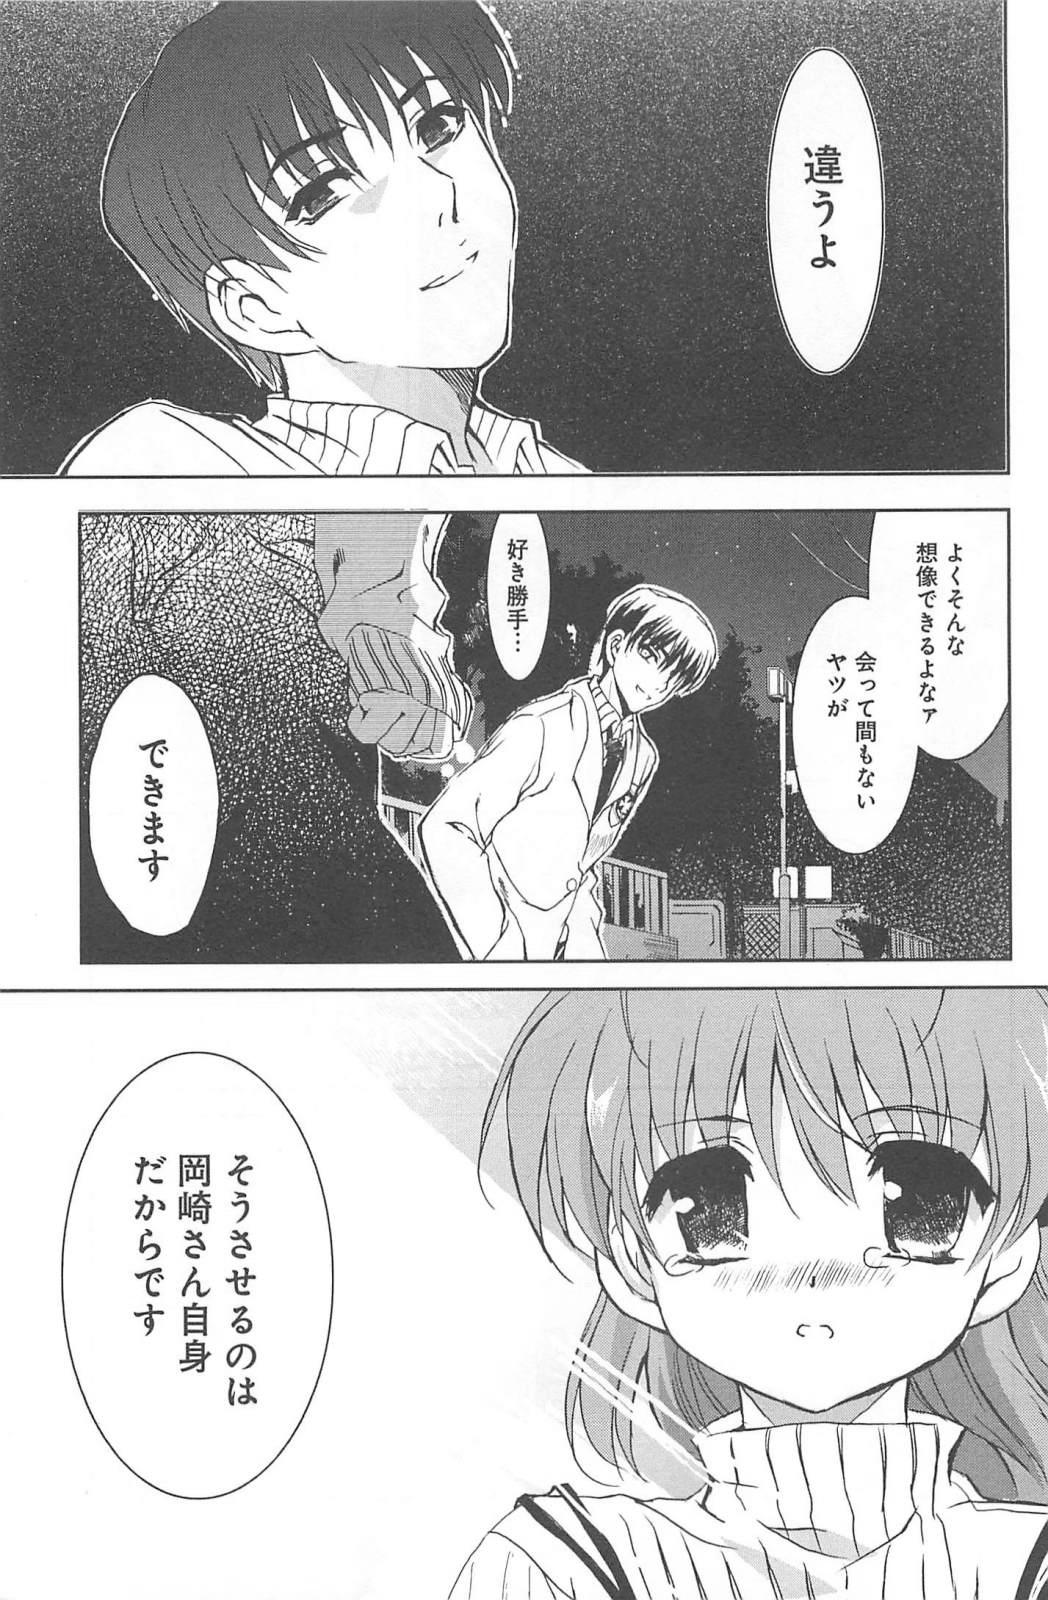 違うよ
よくそんな
想像できるよなァ
会って間もない
ヤツが
好き勝手…
できます
そうさせるのは
岡崎さん自身
だからです